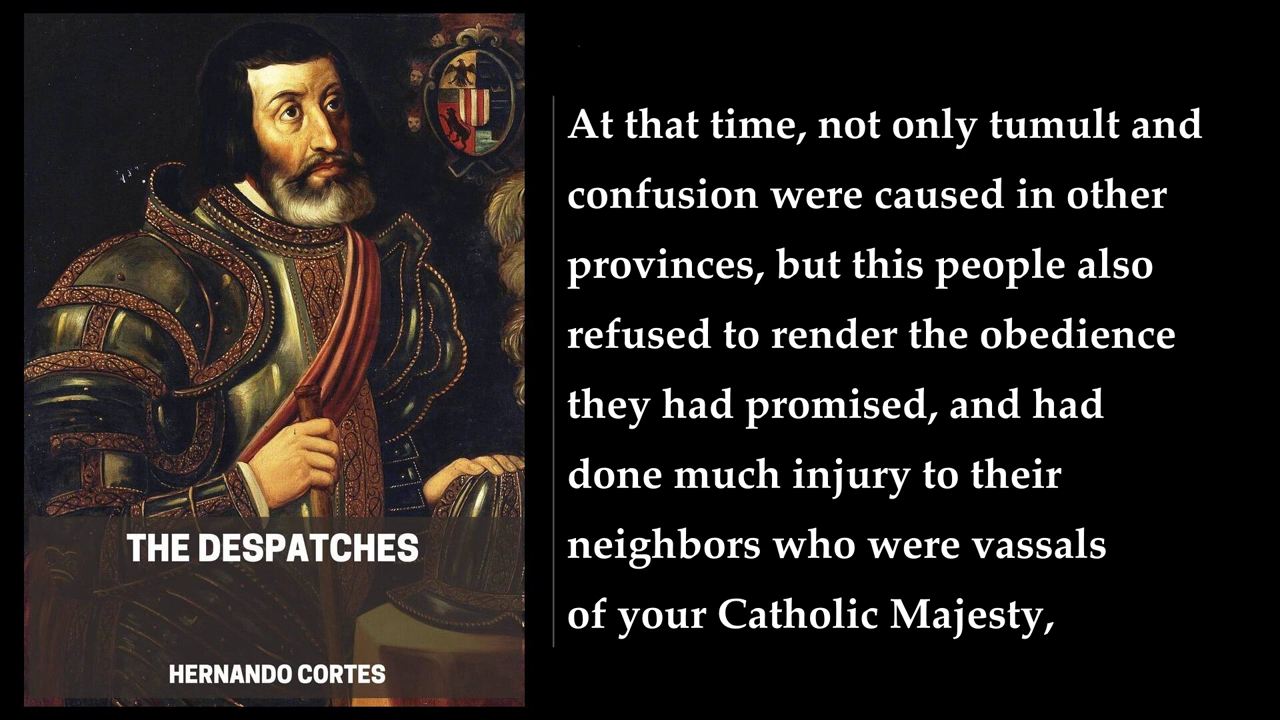 THE DESPATCHES
HERNANDO CORTES
At that time, not only tumult and
confusion were caused in other
provinces, but this people also
refused to render the obedience
they had promised, and had
done much injury to their
neighbors who were vassals
of your Catholic Majesty,